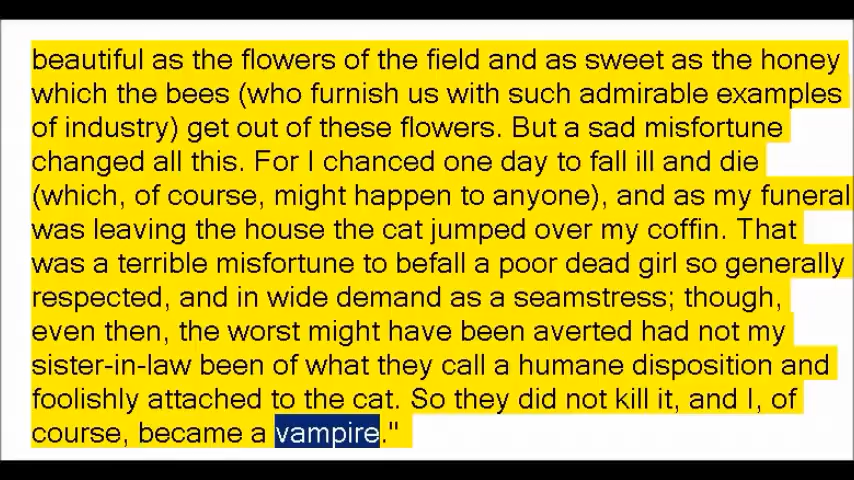 beautiful as the flowers of the field and as sweet as the honey
which the bees (who furnish us with such admirable examples
of industry) get out of these flowers. But a sad misfortune
changed all this. For I chanced one day to fall ill and die
(which, of course, might happen to anyone), and as my funeral
was leaving the house the cat jumped over my coffin. That
was a terrible misfortune to befall a poor dead girl so generally
respected, and in wide demand as a seamstress; though,
even then, the worst might have been averted had not my
sister-in-law been of what they call a humane disposition and
foolishly attached to the cat. So they did not kill it, and I, of
course, became a vampire."